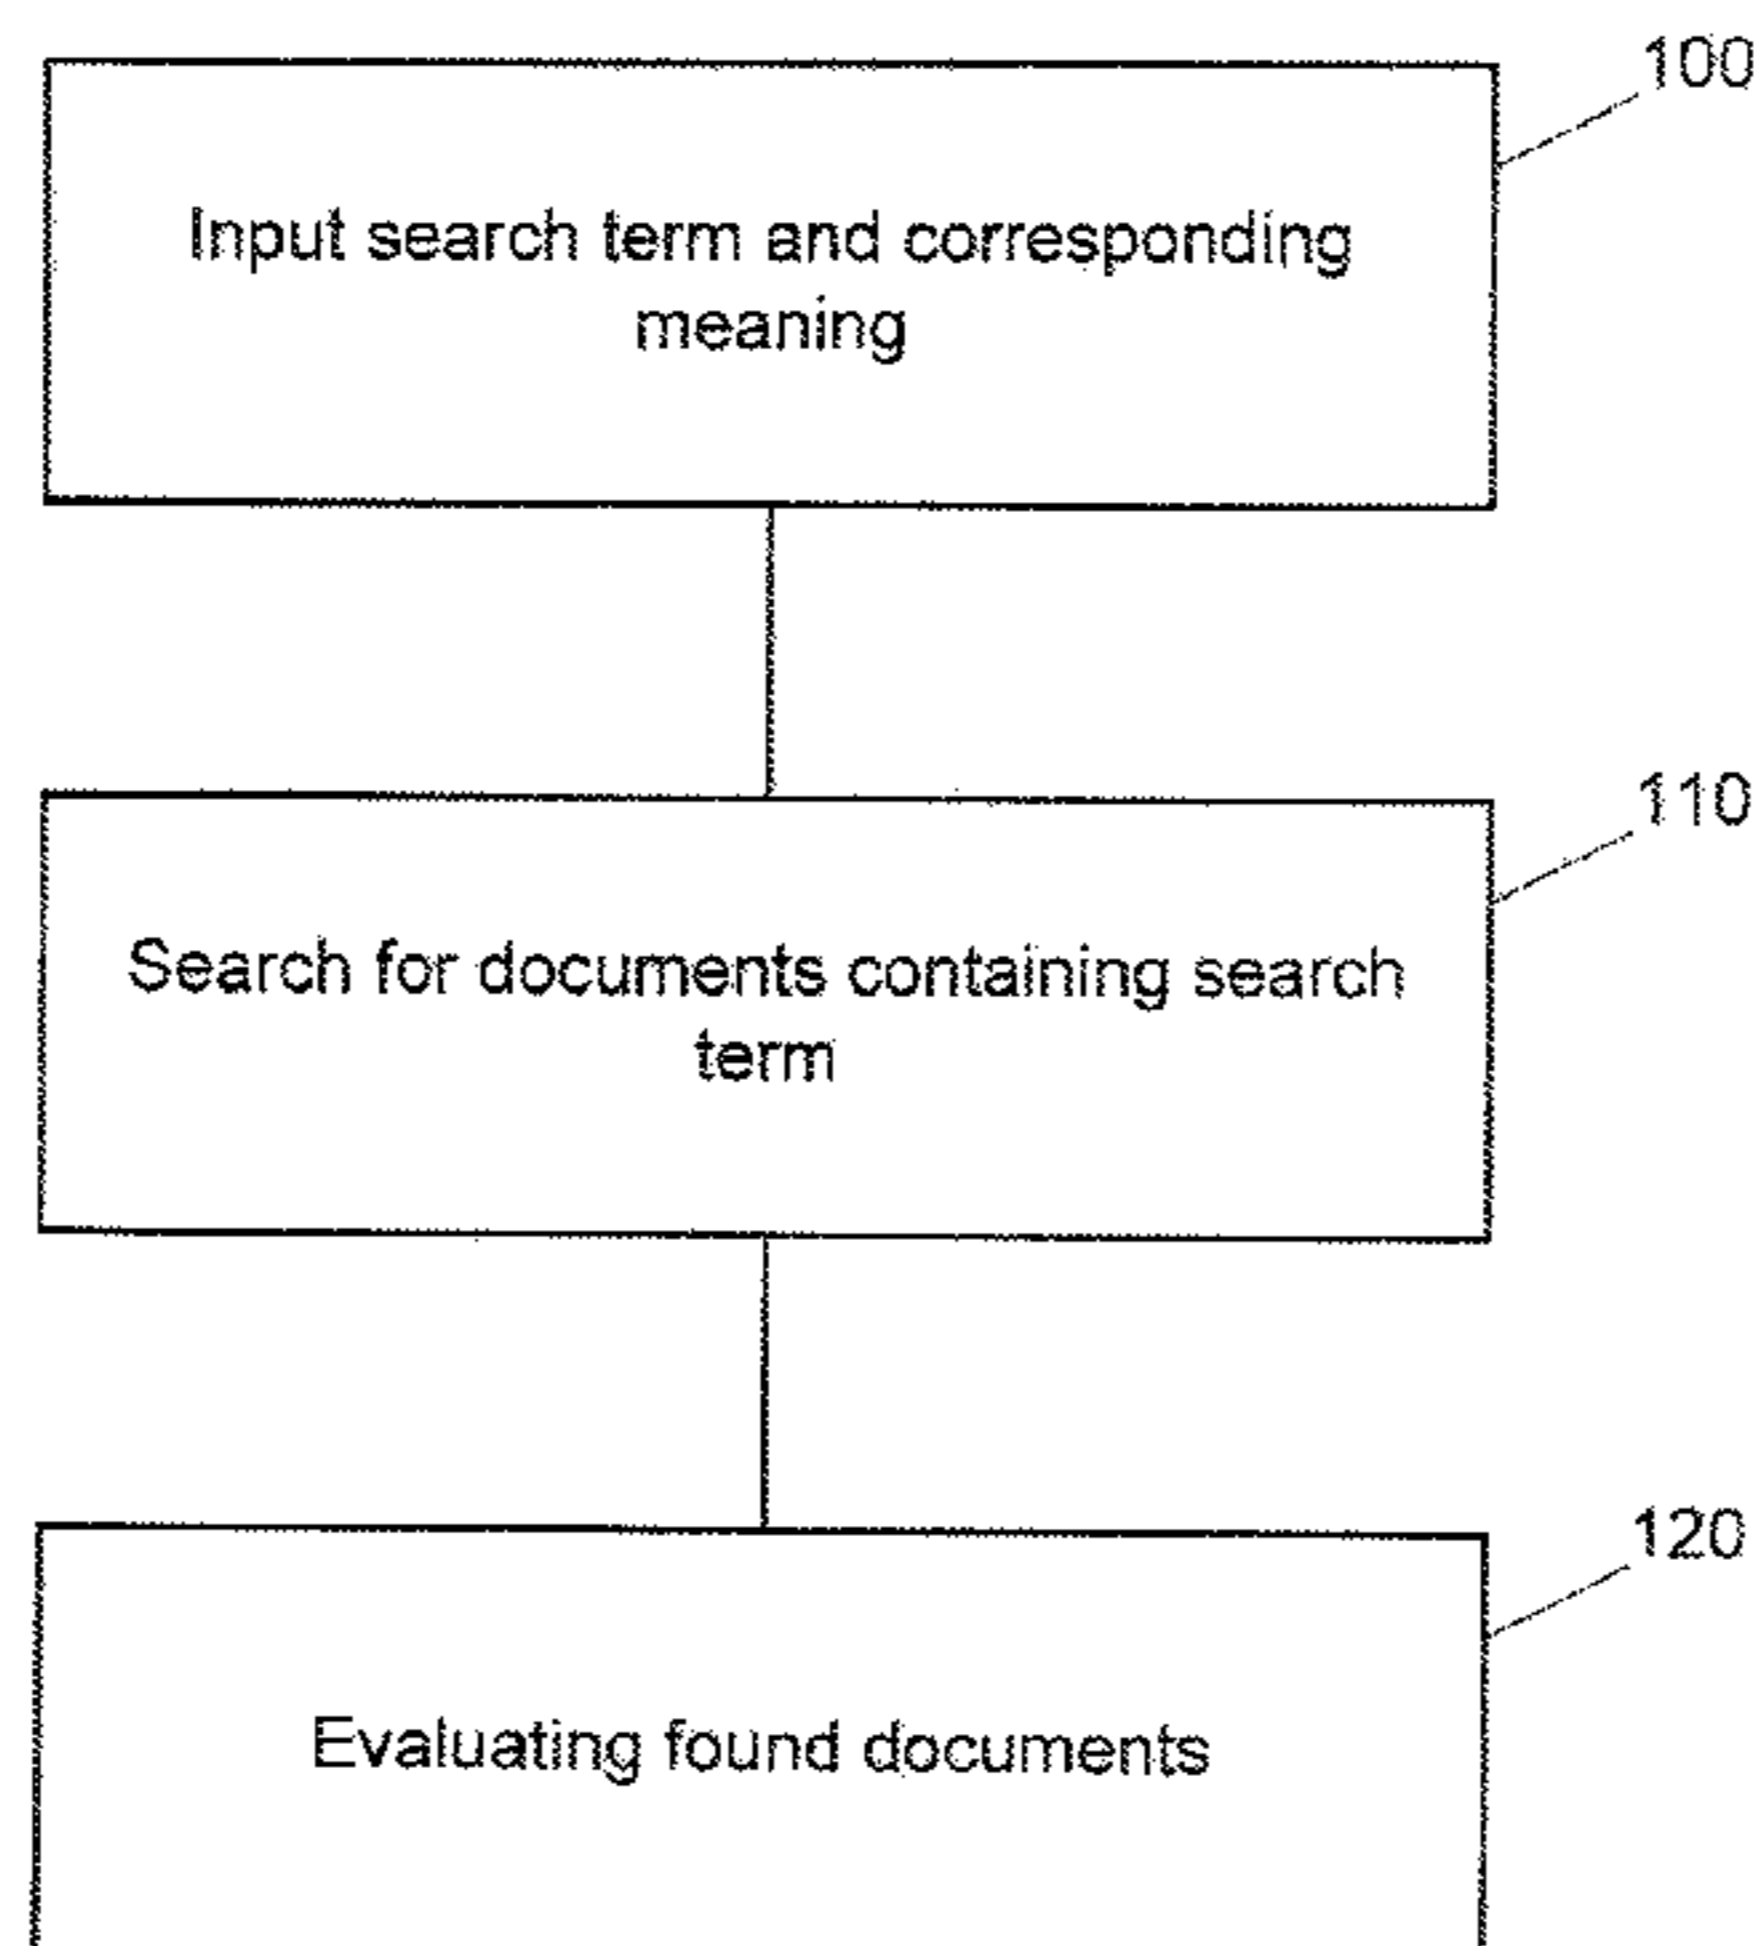 100
Input search term and corresponding
meaning
110
Search for documents containing search
term
120
Evaluating found documents